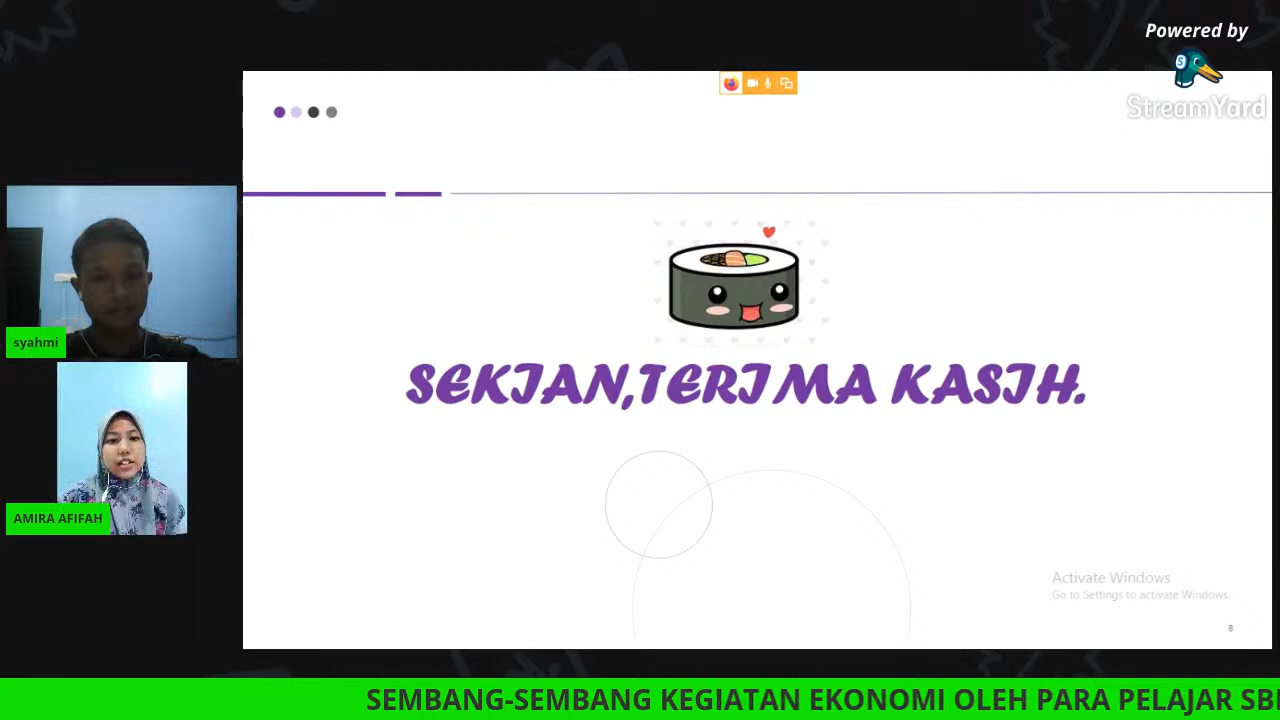 Powered by
StreamYard
syahmi
AMIRA AFIFAH
SEKIAN,TERIMA KASIH.
Activate Windows
Go to Settings to activate Windows.
8
SEMBANG-SEMBANG KEGIATAN EKONOMI OLEH PARA PELAJAR